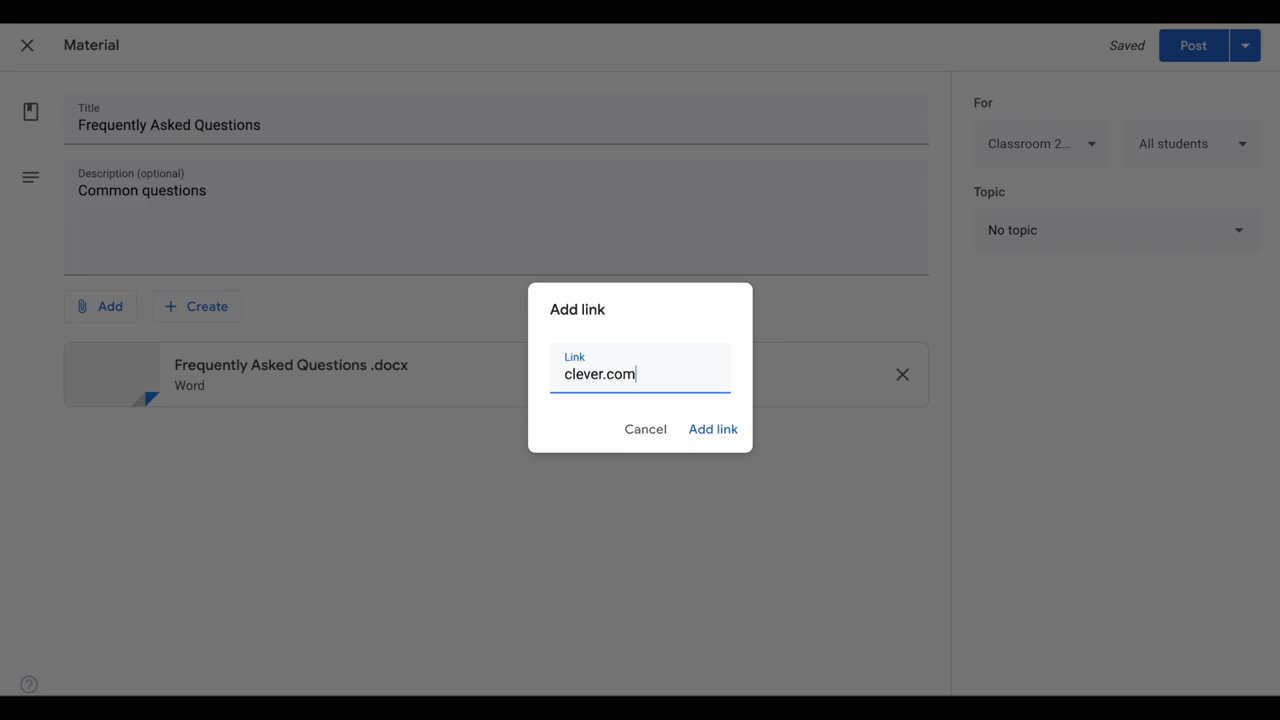 Material
Saved
Post
Title
Frequently Asked Questions
Description (optional)
Common questions
Add
Create
Frequently Asked Questions .docx
Word
For
Classroom 2...
All students
Topic
No topic
Add link
Link
clever.com
Cancel
Add link